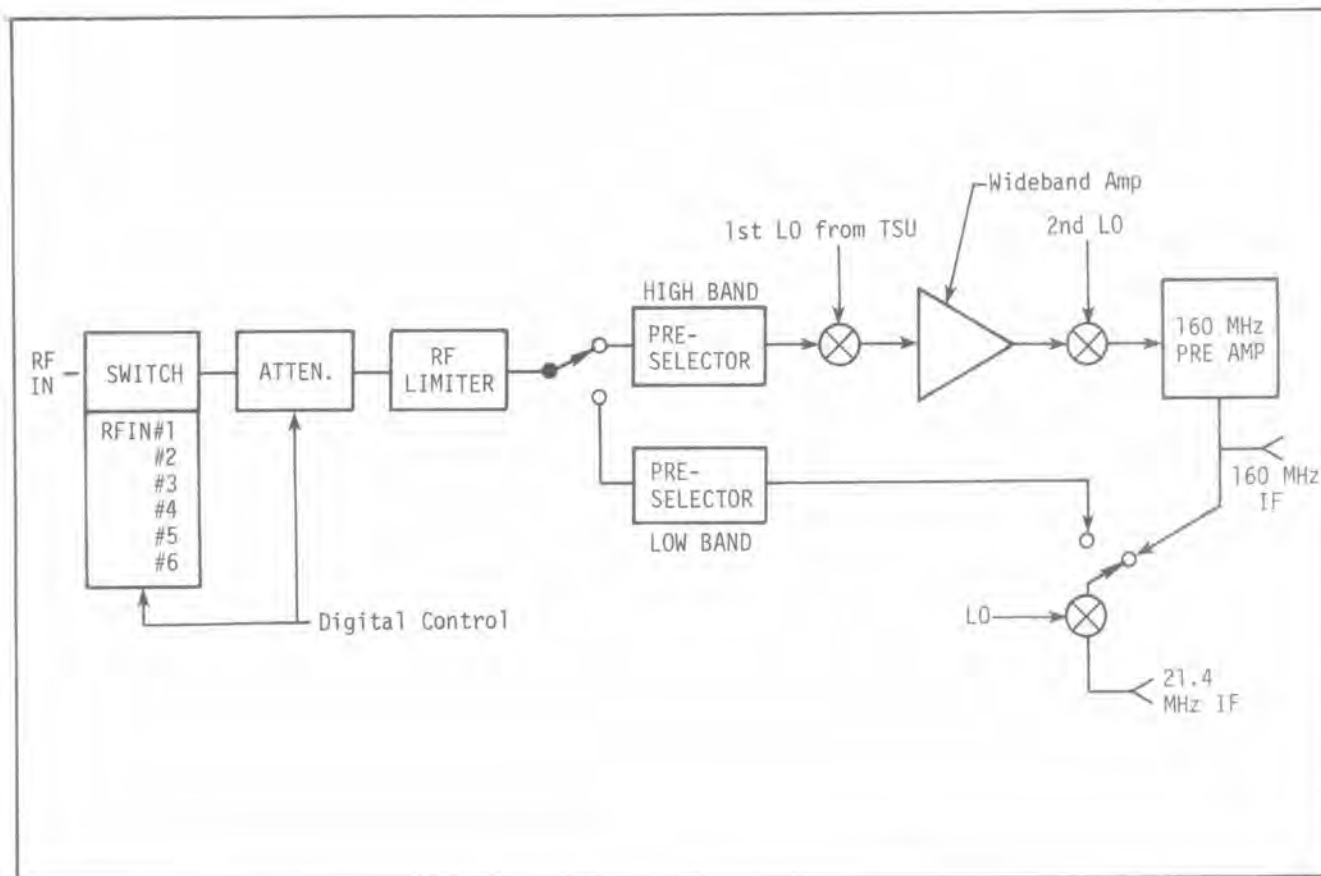 Wideband Amp
1st LO from TSU
2nd LO
HIGH BAND
RF
IN
SWITCH
ATTEN.
RF
LIMITER
PRE-
SELECTOR
160 MHz
PRE AMP
RFIN#1
#2
#3
#4
#5
#6
PRE-
SELECTOR
LOW BAND
160 MHz
IF
Digital Control
LO
21.4
MHz IF